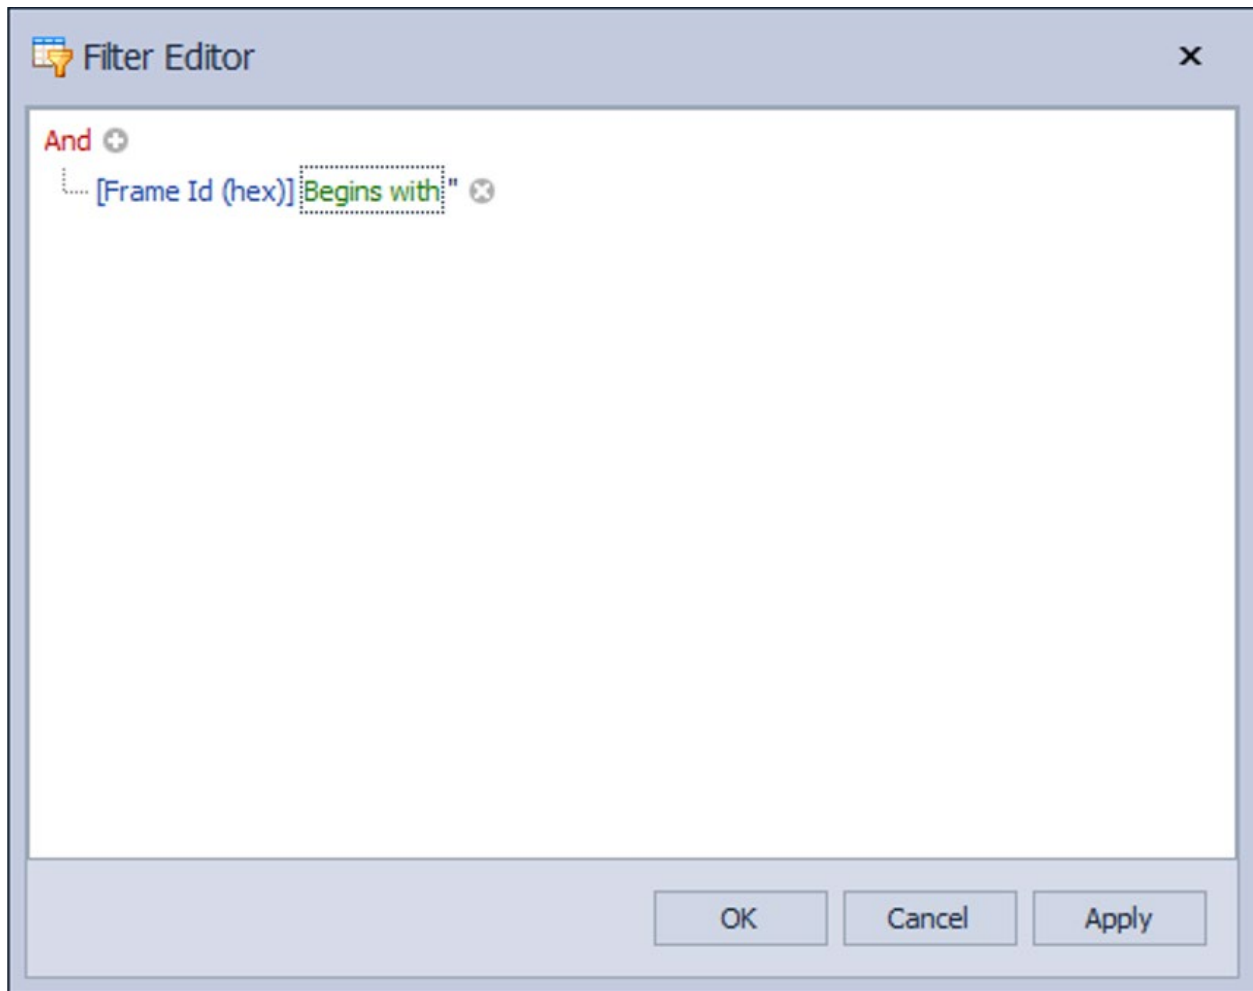 Filter Editor
And
[Frame Id (hex)] Begins with "
OK Cancel Apply